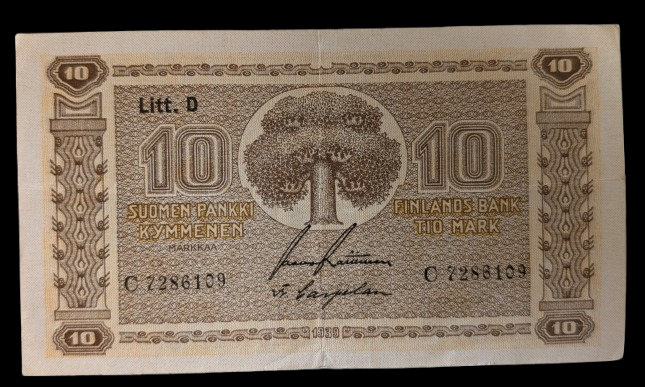 10 10
Litt. D
10 10
SUOMEN PANKKI FINLANDS BANK
KYMMENEN TIO MARK
MARKKAA
C 7286109 C 7286109
10 10